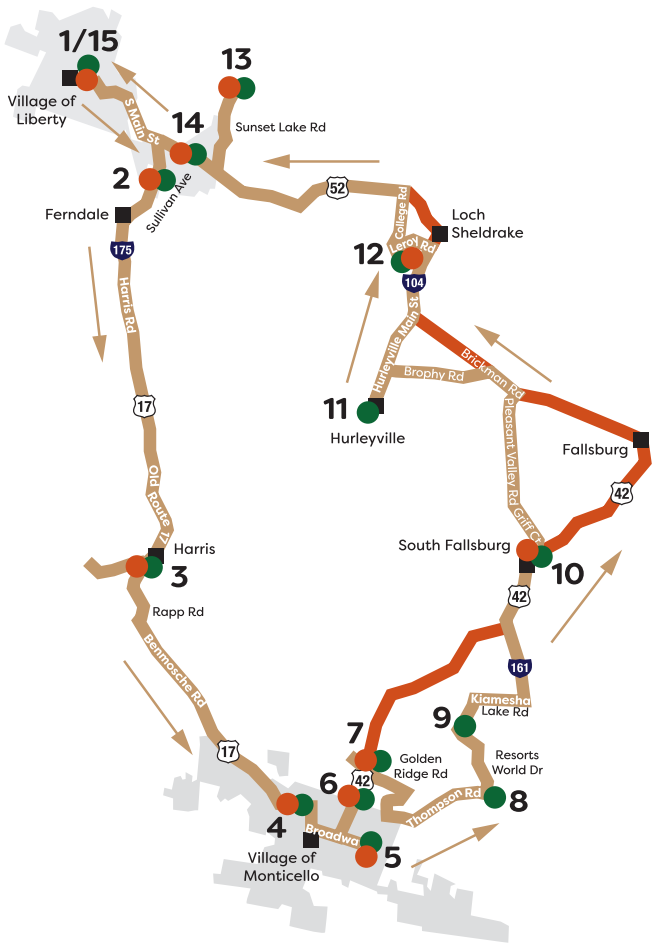 1/15
13
Village of
Liberty
S Main St
14
Sunset Lake Rd
2
Sullivan Ave
52
College Rd
Ferndale
Loch
Sheldrake
Leroy Rd
12
175
104
Harris Rd
Hurleyville Main St
Brickman Rd
Brophy Rd
17
11
Hurleyville
Pleasant Valley Rd
Fallsburg
42
Old Route 17
Griff Ct
South Fallsburg
Harris
3
10
42
Rapp Rd
Benmosche Rd
161
Kiamesha
Lake Rd
9
17
7
Golden
Ridge Rd
Resorts
World Dr
42
6
8
Thompson Rd
4
Broadwa
5
Village of
Monticello